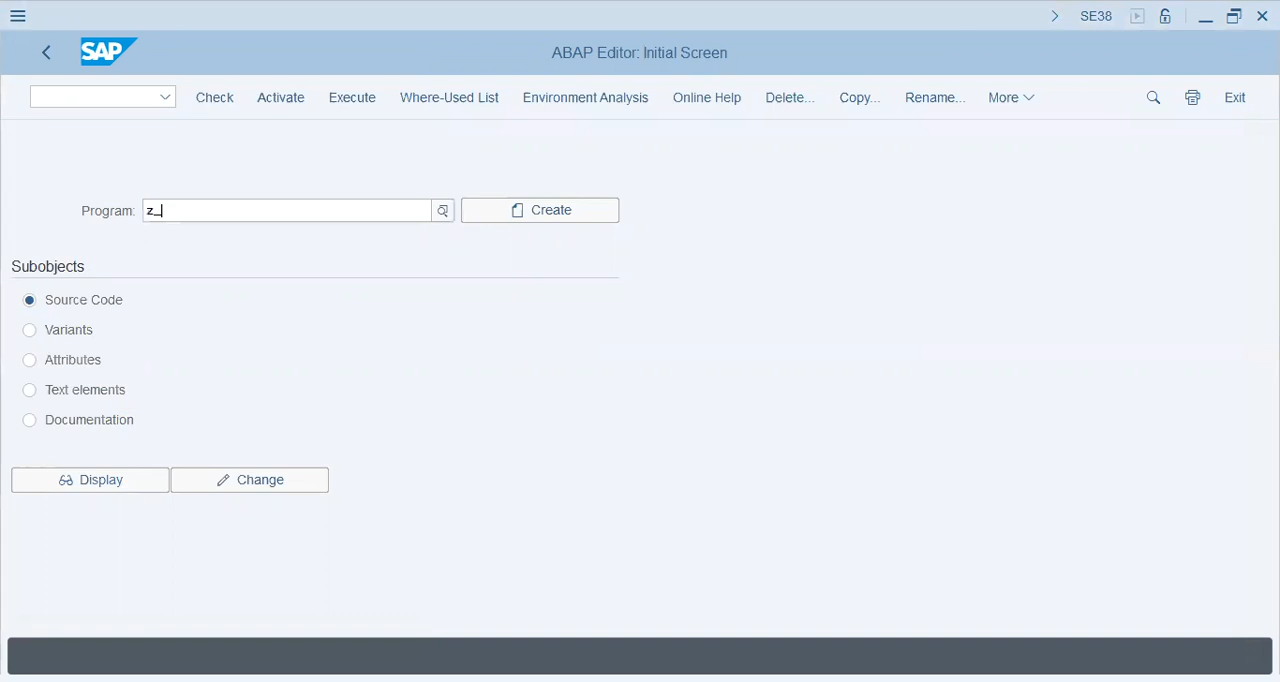 SE38
SAP ABAP Editor: Initial Screen
Check Activate Execute Where-Used List Environment Analysis Online Help Delete... Copy... Rename... More Exit
Program: z_ Create
Subobjects
Source Code
Variants
Attributes
Text elements
Documentation
Display Change